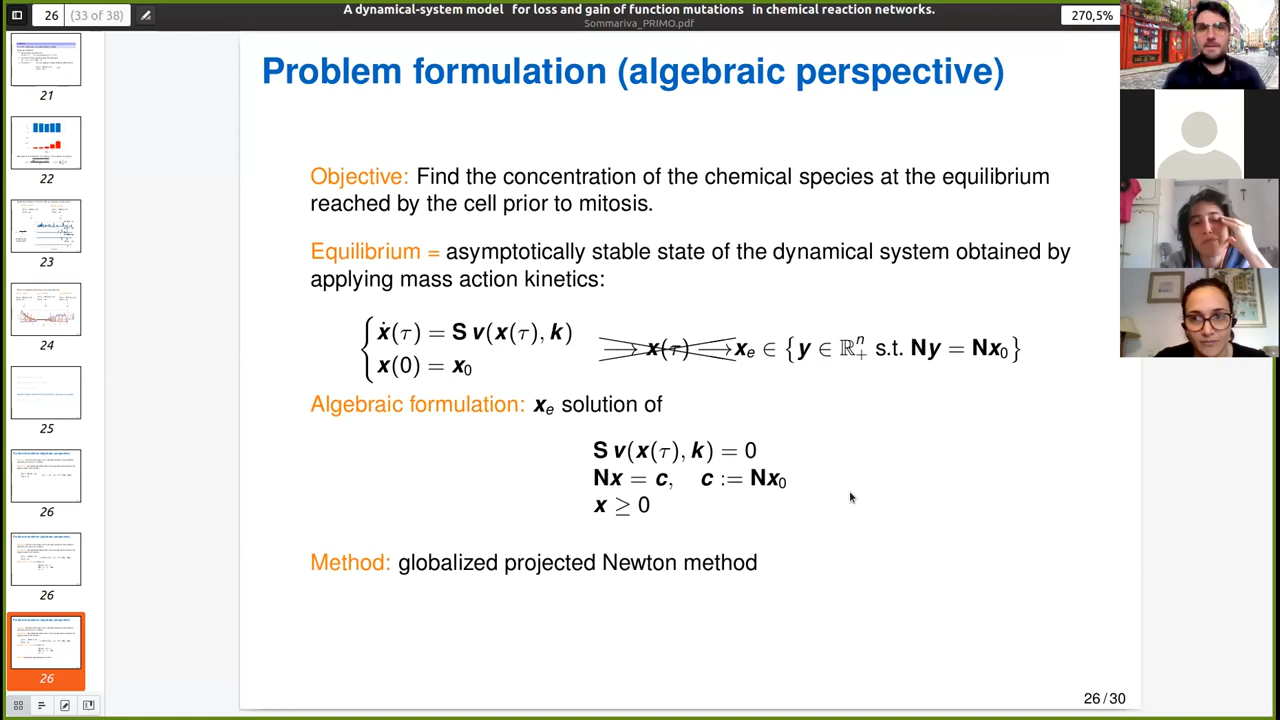 A dynamical-system model for loss and gain of function mutations in chemical reaction networks.
Sommariva_PRIMO.pdf
26 (33 of 38)
270,5%
21
22
23
24
25
26
26
26
Problem formulation (algebraic perspective)
Objective: Find the concentration of the chemical species at the equilibrium
reached by the cell prior to mitosis.
Equilibrium = asymptotically stable state of the dynamical system obtained by
applying mass action kinetics:
ẋ(τ) = S v(x(τ), k)
x(0) = x₀
x(τ) xₑ ∈ {y ∈ ℝ₊ⁿ s.t. Ny = Nx₀}
Algebraic formulation: xₑ solution of
S v(x(τ), k) = 0
Nx = c, c := Nx₀
x ≥ 0
Method: globalized projected Newton method
26 / 30